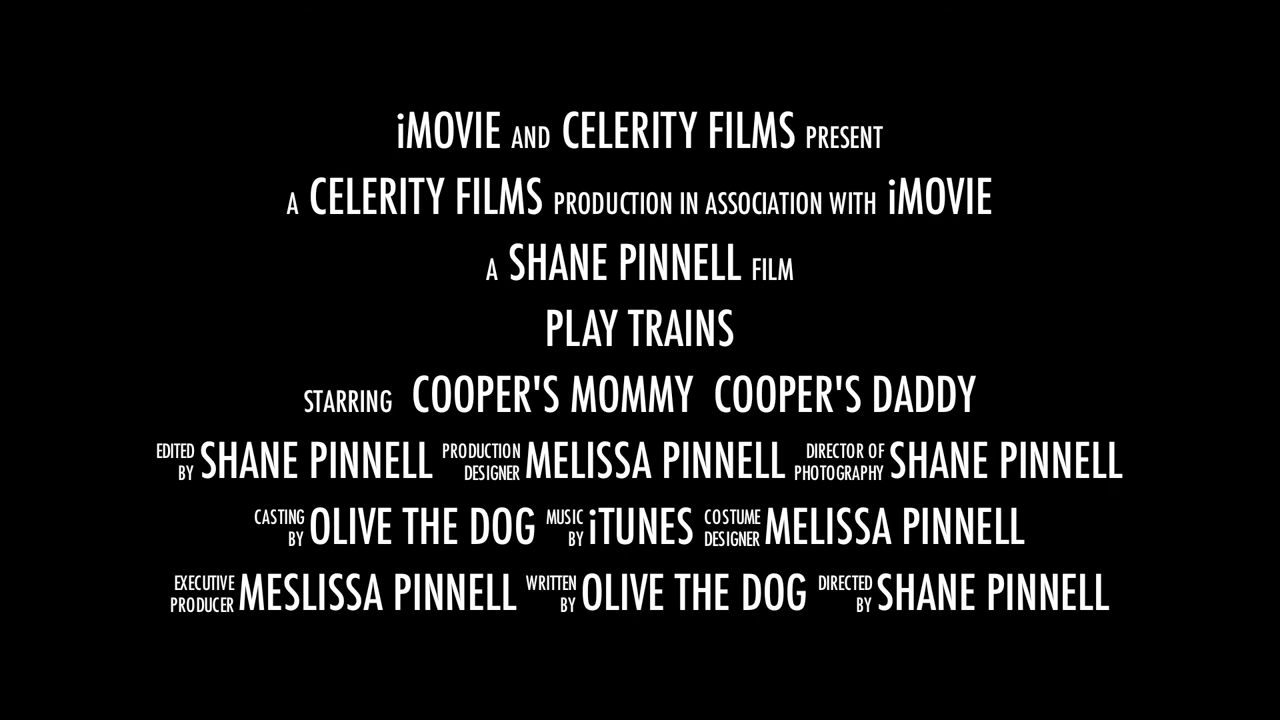 iMOVIE AND CELERITY FILMS PRESENT
A CELERITY FILMS PRODUCTION IN ASSOCIATION WITH iMOVIE
A SHANE PINNELL FILM
PLAY TRAINS
STARRING COOPER'S MOMMY COOPER'S DADDY
EDITED BY SHANE PINNELL PRODUCTION DESIGNER MELISSA PINNELL DIRECTOR OF PHOTOGRAPHY SHANE PINNELL
CASTING BY OLIVE THE DOG MUSIC BY iTUNES COSTUME DESIGNER MELISSA PINNELL
EXECUTIVE PRODUCER MESLISSA PINNELL WRITTEN BY OLIVE THE DOG DIRECTED BY SHANE PINNELL